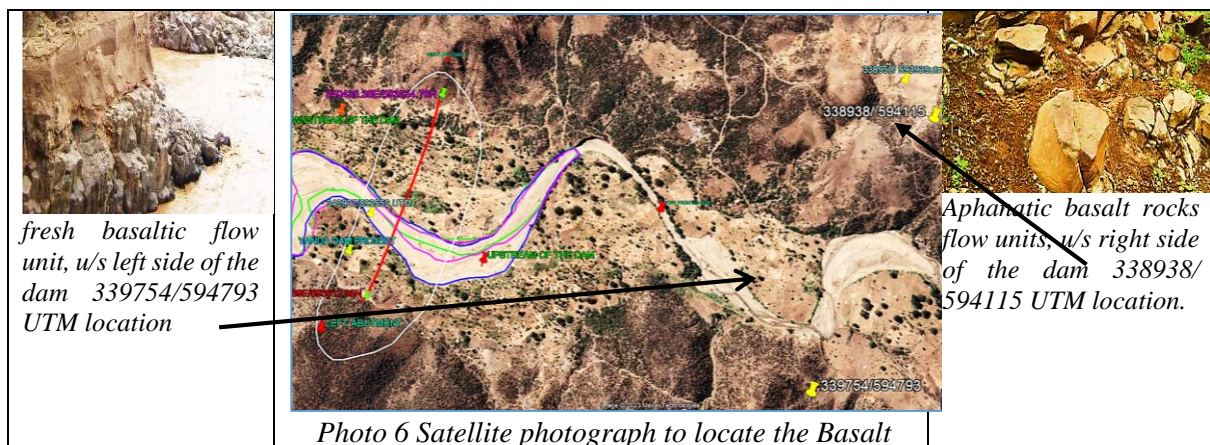 fresh basaltic flow
unit, u/s left side of the
dam 339754/594793
UTM location
UPSTREAM OF THE DAM
LEFT ABUTMENT
338938/ 594115
339754/594793
Aphanatic basalt rocks
flow units, u/s right side
of the dam 338938/
594115 UTM location.
Photo 6 Satellite photograph to locate the Basalt